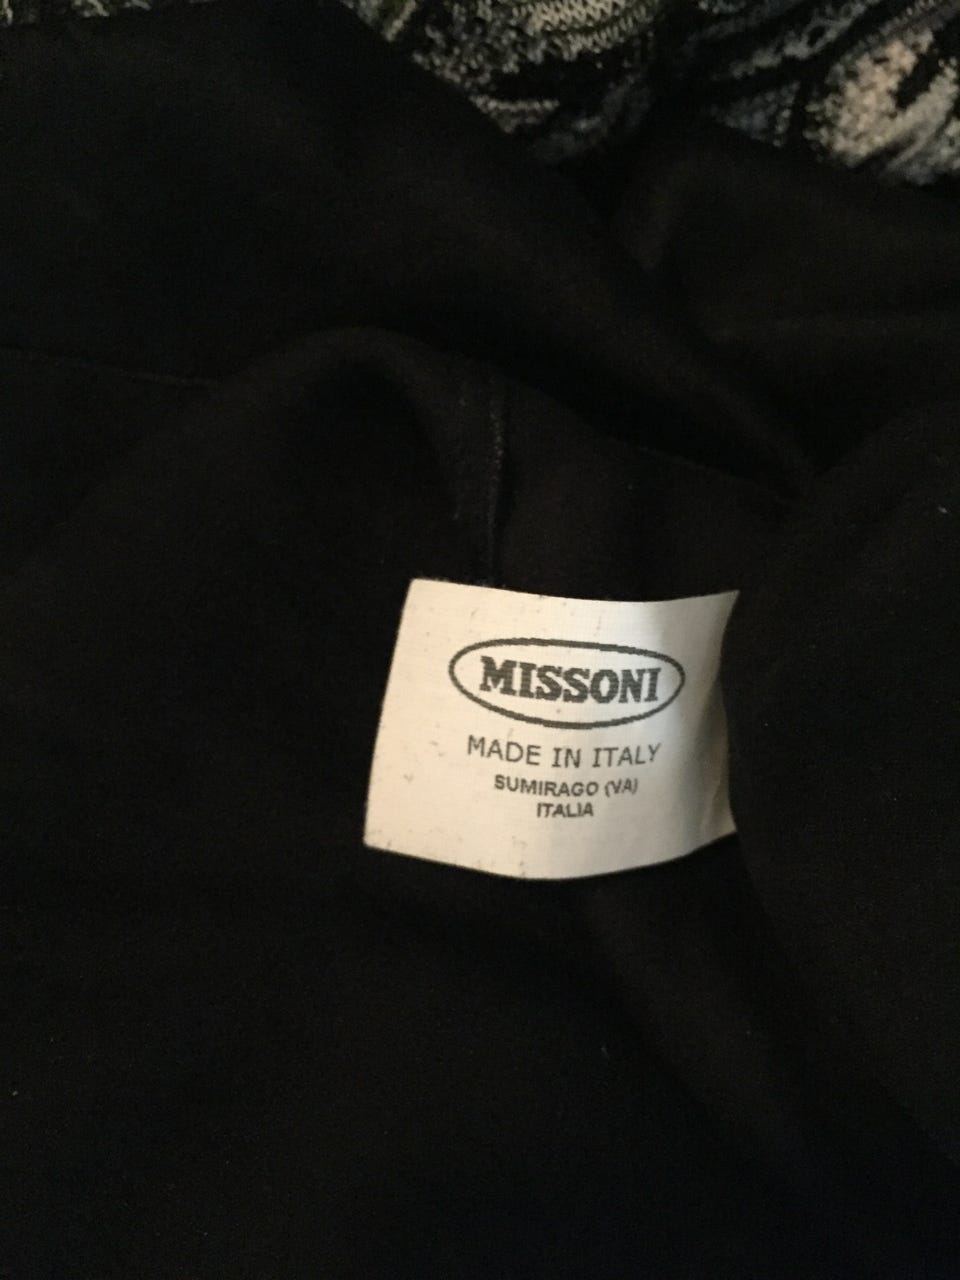 MISSONI
MADE IN ITALY
SUMIRAGO (VA)
ITALIA